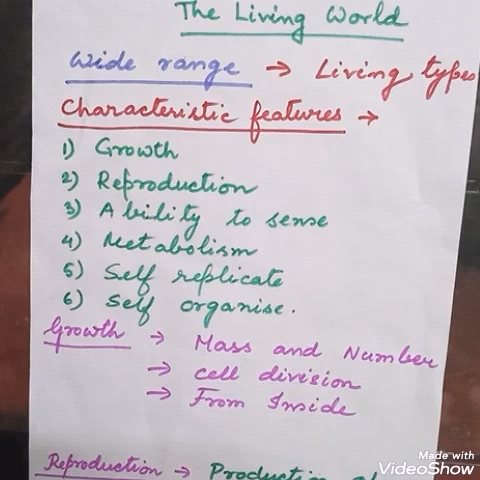 The Living World
Wide range → Living types
Characteristic features →
1) Growth
2) Reproduction
3) Ability to sense
4) Metabolism
5) Self replicate
6) Self organise.
Growth → Mass and Number
→ cell division
→ From Inside
Reproduction → Production
Made with
VideoShow